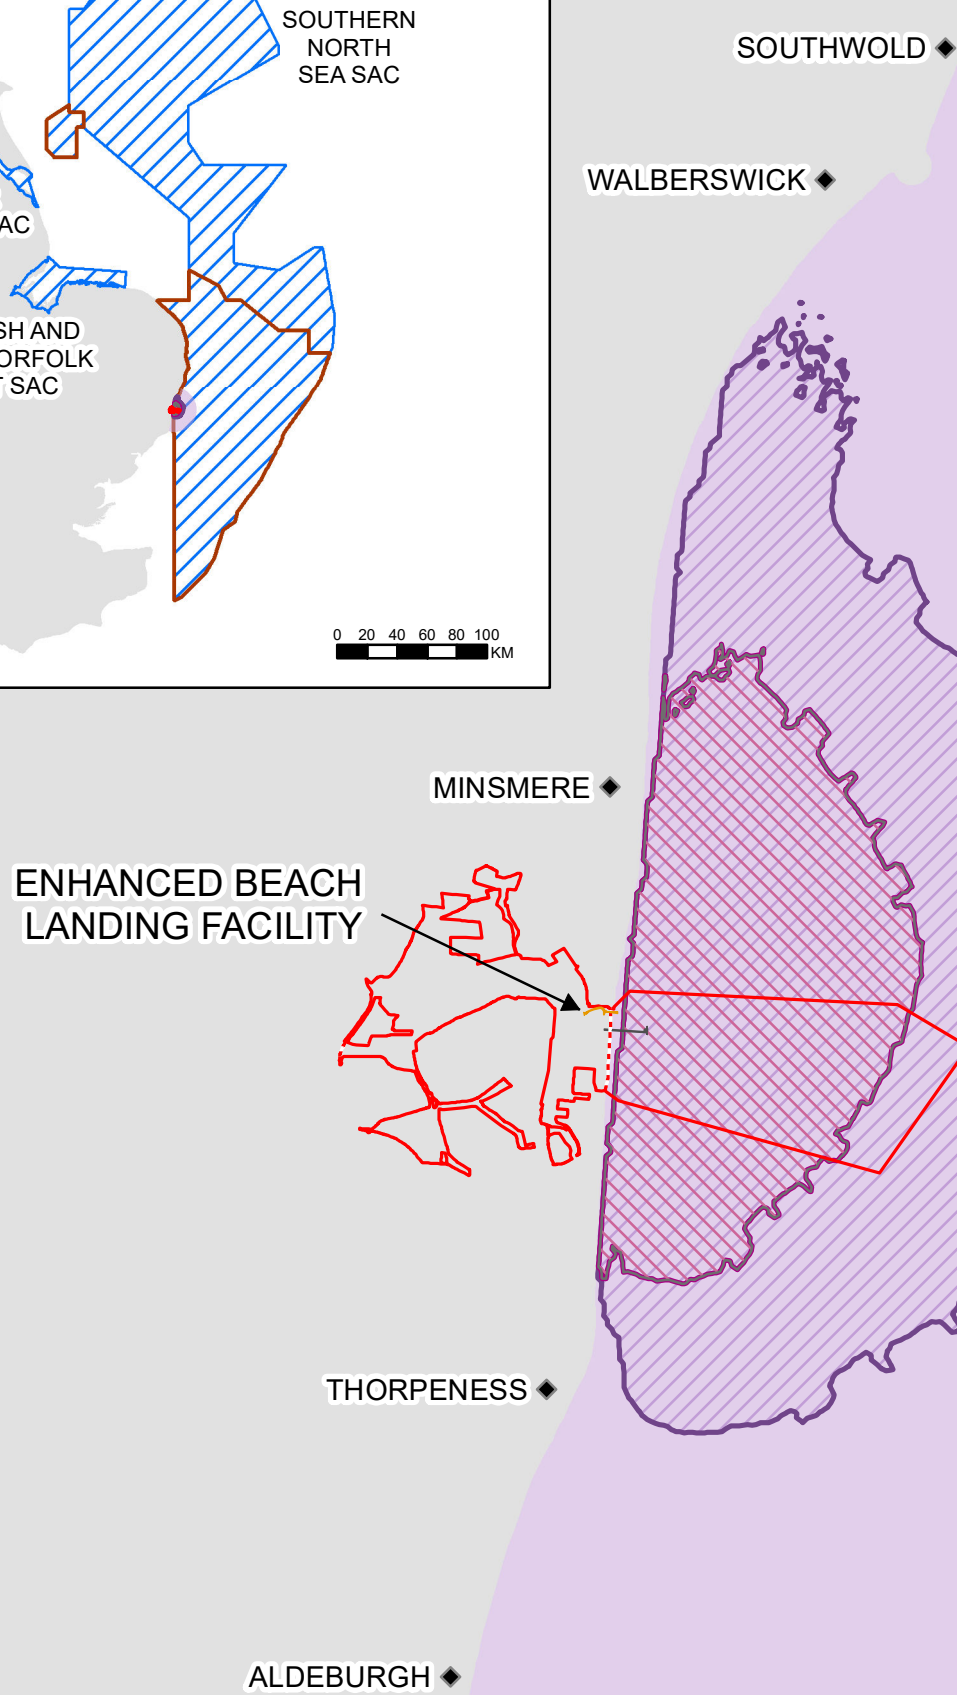 SOUTHERN
NORTH
SEA SAC
AC
SH AND
ORFOLK
T SAC
0 20 40 60 80 100
KM
SOUTHWOLD
WALBERSWICK
MINSMERE
ENHANCED BEACH
LANDING FACILITY
THORPENESS
ALDEBURGH